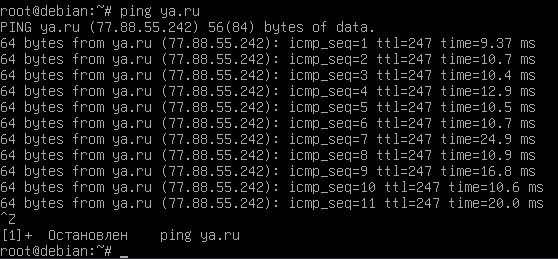 root@debian:~# ping ya.ru
PING ya.ru (77.88.55.242) 56(84) bytes of data.
64 bytes from ya.ru (77.88.55.242): icmp_seq=1 ttl=247 time=9.37 ms
64 bytes from ya.ru (77.88.55.242): icmp_seq=2 ttl=247 time=10.7 ms
64 bytes from ya.ru (77.88.55.242): icmp_seq=3 ttl=247 time=10.4 ms
64 bytes from ya.ru (77.88.55.242): icmp_seq=4 ttl=247 time=12.9 ms
64 bytes from ya.ru (77.88.55.242): icmp_seq=5 ttl=247 time=10.5 ms
64 bytes from ya.ru (77.88.55.242): icmp_seq=6 ttl=247 time=10.7 ms
64 bytes from ya.ru (77.88.55.242): icmp_seq=7 ttl=247 time=24.9 ms
64 bytes from ya.ru (77.88.55.242): icmp_seq=8 ttl=247 time=10.9 ms
64 bytes from ya.ru (77.88.55.242): icmp_seq=9 ttl=247 time=16.8 ms
64 bytes from ya.ru (77.88.55.242): icmp_seq=10 ttl=247 time=10.6 ms
64 bytes from ya.ru (77.88.55.242): icmp_seq=11 ttl=247 time=20.0 ms
^Z
[1]+  Остановлен    ping ya.ru
root@debian:~# _